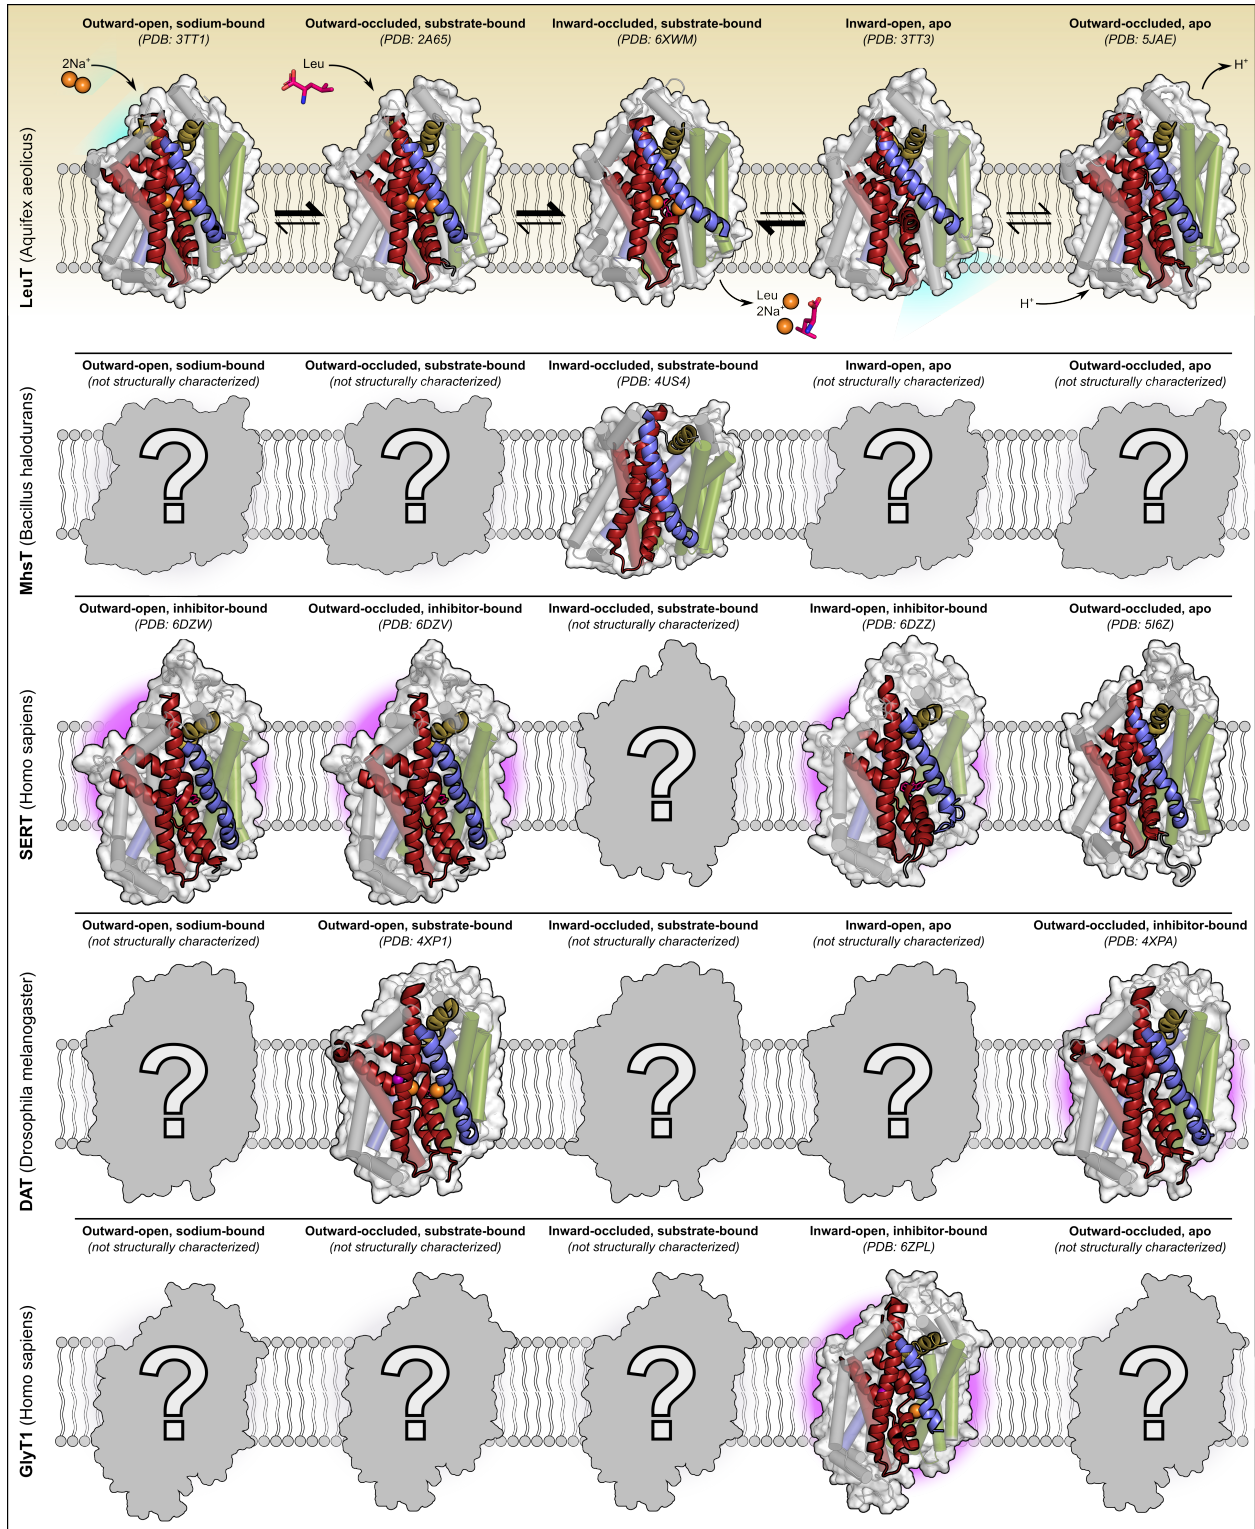 Outward-open, sodium-bound
(PDB: 3TT1)
Outward-occluded, substrate-bound
(PDB: 2A65)
Inward-occluded, substrate-bound
(PDB: 6XWM)
Inward-open, apo
(PDB: 3TT3)
Outward-occluded, apo
(PDB: 5JAE)
LeuT (Aquifex aeolicus)
2Na+
Leu
Leu
2Na+
H+
H+
Outward-open, sodium-bound
(not structurally characterized)
Outward-occluded, substrate-bound
(not structurally characterized)
Inward-occluded, substrate-bound
(PDB: 4US4)
Inward-open, apo
(not structurally characterized)
Outward-occluded, apo
(not structurally characterized)
MhsT (Bacillus halodurans)
?
?
?
?
Outward-open, inhibitor-bound
(PDB: 6DZW)
Outward-occluded, inhibitor-bound
(PDB: 6DZV)
Inward-occluded, substrate-bound
(not structurally characterized)
Inward-open, inhibitor-bound
(PDB: 6DZZ)
Outward-occluded, apo
(PDB: 5I6Z)
SERT (Homo sapiens)
?
Outward-open, sodium-bound
(not structurally characterized)
Outward-open, substrate-bound
(PDB: 4XP1)
Inward-occluded, substrate-bound
(not structurally characterized)
Inward-open, apo
(not structurally characterized)
Outward-occluded, inhibitor-bound
(PDB: 4XPA)
DAT (Drosophila melanogaster)
?
?
?
Outward-open, sodium-bound
(not structurally characterized)
Outward-occluded, substrate-bound
(not structurally characterized)
Inward-occluded, substrate-bound
(not structurally characterized)
Inward-open, inhibitor-bound
(PDB: 6ZPL)
Outward-occluded, apo
(not structurally characterized)
GlyT1 (Homo sapiens)
?
?
?
?